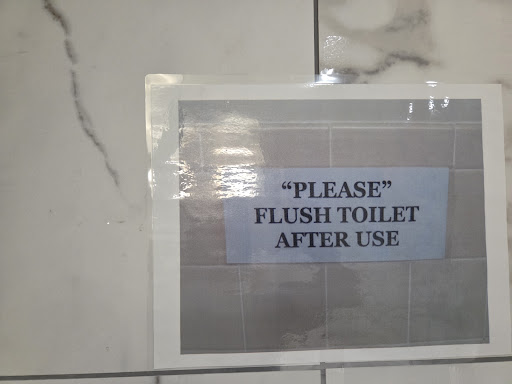 “PLEASE”
FLUSH TOILET
AFTER USE